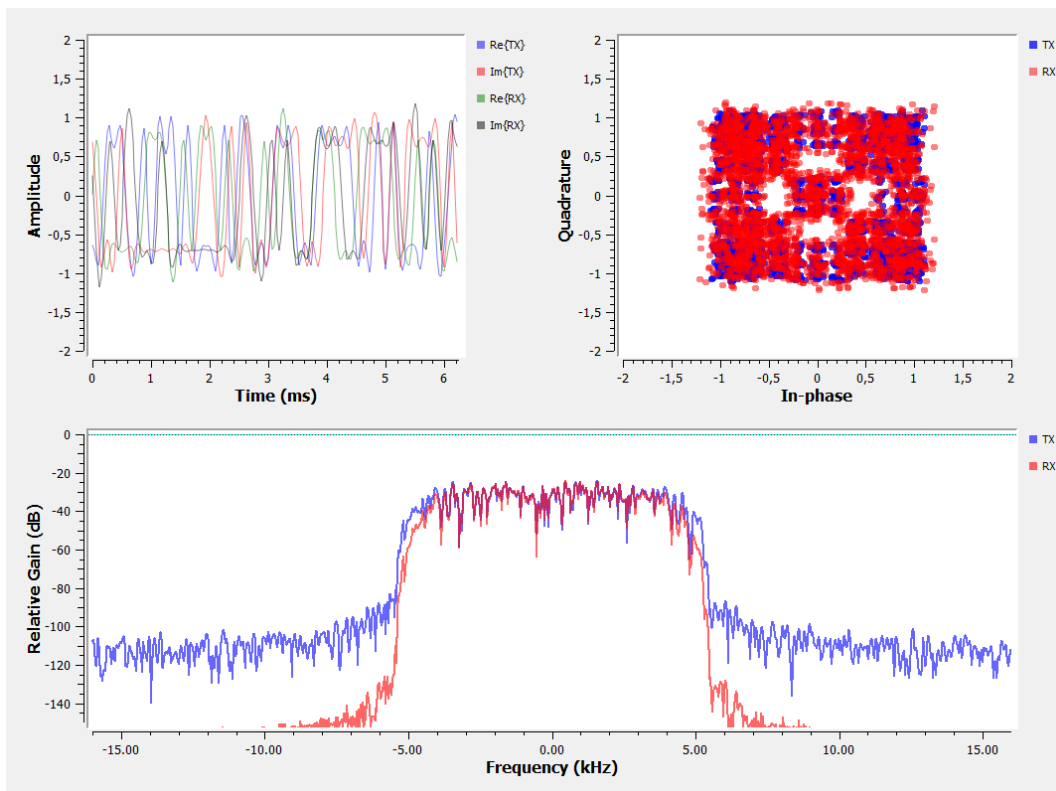 2
1,5
1
0,5
0
-0,5
-1
-1,5
-2
Amplitude
0 1 2 3 4 5 6
Time (ms)
Re{TX}
Im{TX}
Re{RX}
Im{RX}
2
1,5
1
0,5
0
-0,5
-1
-1,5
-2
Quadrature
-2 -1 -0,5 0 0,5 1 2
In-phase
TX
RX
0
-20
-40
-60
-80
-100
-120
-140
Relative Gain (dB)
-15.00 -10.00 -5.00 0.00 5.00 10.00 15.00
Frequency (kHz)
TX
RX